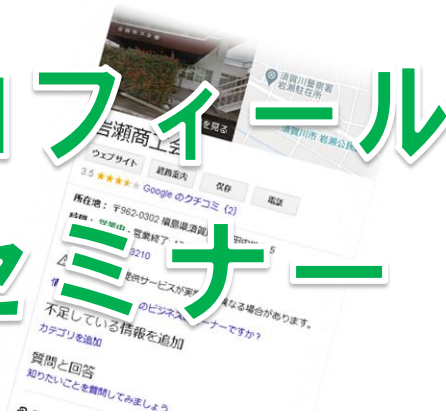 須賀川警察署
岩瀬駐在所
ロフィール
須賀川市 岩瀬公民
を見る
岩瀬商工会
ウェブサイト 経路案内 保存 電話
3.5 Google のクチコミ (2)
所在地： 〒962-0302 福島県須賀
5
営業終了
3210
セミナー
提供サービスが実
異なる場合があります。
のビジネス
ーナーですか？
不足している情報を追加
カテゴリを追加
質問と回答
知りたいことを質問してみましょう